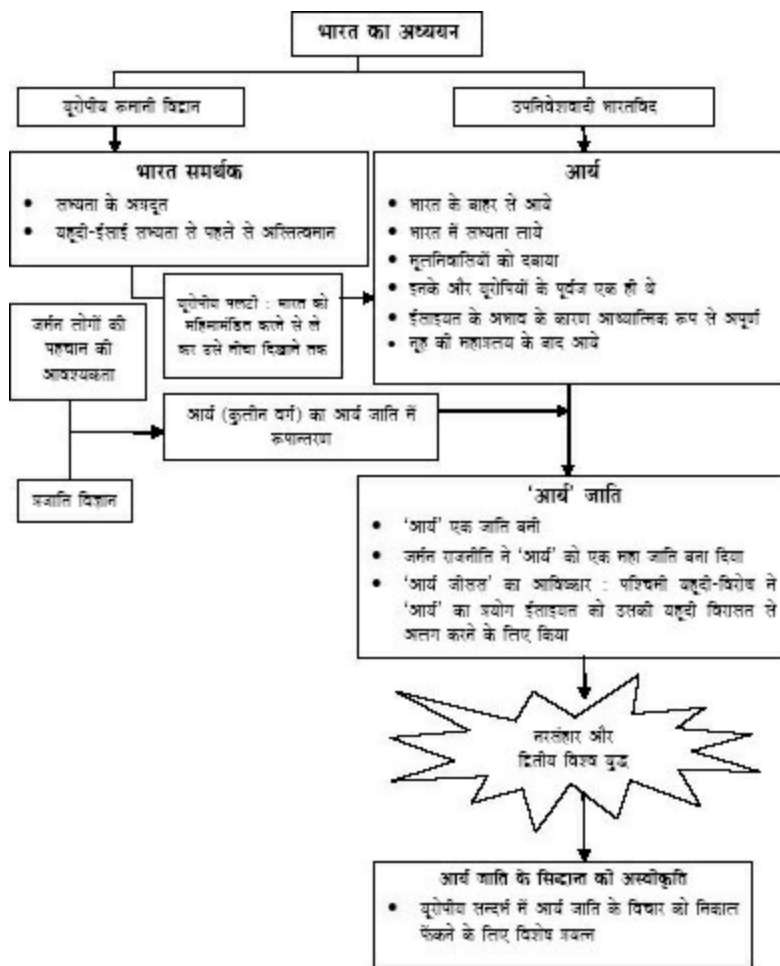 भारत का अध्ययन
यूरोपीय रूमानी विद्वान
उपनिवेशवादी भारतविद
भारत समर्थक
• सभ्यता के अग्रदूत
• यहूदी-ईसाई सभ्यता से पहले से अस्तित्वमान
आर्य
• भारत के बाहर से आये
• भारत में सभ्यता लाये
• मूलनिवासियों को दबाया
• इनके और यूरोपियों के पूर्वज एक ही थे
• ईसाइयत के अभाव के कारण आध्यात्मिक रूप से अपूर्ण
• नूह की महाप्रलय के बाद आये
यूरोपीय पलटी : भारत को
महिमामंडित करने से ले
कर उसे नीचा दिखाने तक
जर्मन लोगों की
पहचान की
आवश्यकता
आर्य (कुलीन वर्ग) का आर्य जाति में
रूपान्तरण
प्रजाति विज्ञान
'आर्य' जाति
• 'आर्य' एक जाति बनी
• जर्मन राजनीति ने 'आर्य' को एक महा जाति बना दिया
• 'आर्य जीसस' का आविष्कार : पश्चिमी यहूदी-विरोध ने
'आर्य' का प्रयोग ईसाइयत को उसकी यहूदी विरासत से
अलग करने के लिए किया
नरसंहार और
द्वितीय विश्व युद्ध
आर्य जाति के सिद्धान्त की अस्वीकृति
• यूरोपीय सन्दर्भ में आर्य जाति के विचार को निकाल
फेंकने के लिए विशेष प्रयत्न